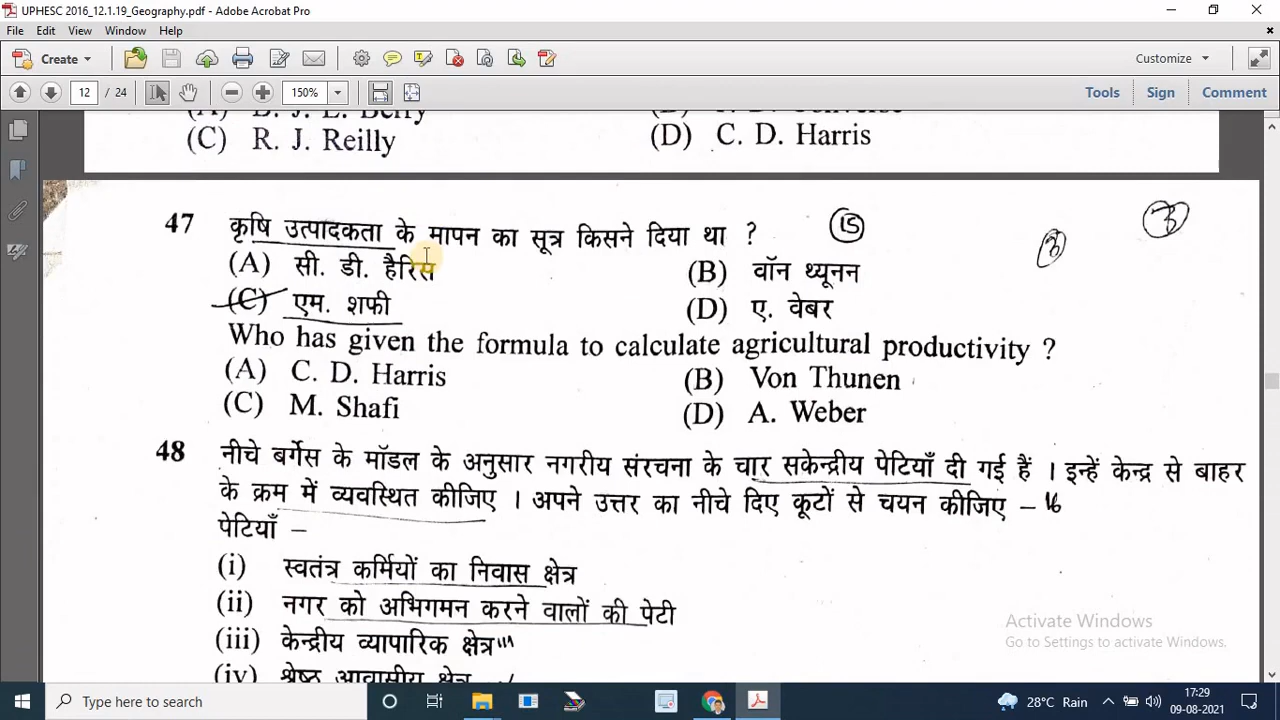 UPHESC 2016_12.1.19_Geography.pdf - Adobe Acrobat Pro
File Edit View Window Help
Create Customize
12 / 24 150% Tools Sign Comment
(C) R. J. Reilly (D) C. D. Harris
47 कृषि उत्पादकता के मापन का सूत्र किसने दिया था ? 15
(A) सी. डी. हैरिस (B) वॉन थ्यूनन
(C) एम. शफी (D) ए. वेबर
Who has given the formula to calculate agricultural productivity ?
(A) C. D. Harris (B) Von Thunen
(C) M. Shafi (D) A. Weber
48 नीचे बर्गेस के मॉडल के अनुसार नगरीय संरचना के चार सकेन्द्रीय पेटियाँ दी गई हैं । इन्हें केन्द्र से बाहर
के क्रम में व्यवस्थित कीजिए । अपने उत्तर का नीचे दिए कूटों से चयन कीजिए – 16
पेटियाँ –
(i) स्वतंत्र कर्मियों का निवास क्षेत्र
(ii) नगर को अभिगमन करने वालों की पेटी
(iii) केन्द्रीय व्यापारिक क्षेत्र
(iv) श्रेष्ठ आवासीय क्षेत्र
Activate Windows
Go to Settings to activate Windows.
Type here to search 28°C Rain 17:29
09-08-2021